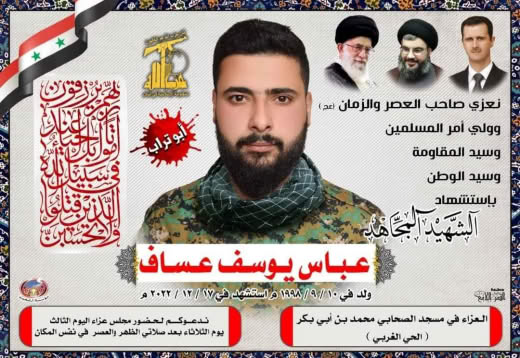 نعزي صاحب العصر والزمان (عج)
وولي أمر المسلمين
وسيد المقاومة
وسيد الوطن
بإستشهاد
الشهيد المجاهد
أبو تراب
ولا تحسبن
الذين قتلوا
في سبيل الله
أمواتا بل أحياء عند
ربهم يرزقون
عباس يوسف عساف
ولد في ١٠ / ٩ / ١٩٩٨ م استشهد في ١٧ / ١٢ / ٢٠٢٢ م
العزاء في مسجد الصحابي محمد بن أبي بكر
( الحي الغربي )
ندعوكم لحضور مجلس عزاء اليوم الثالث
يوم الثلاثاء بعد صلاتي الظهر والعصر في نفس المكان